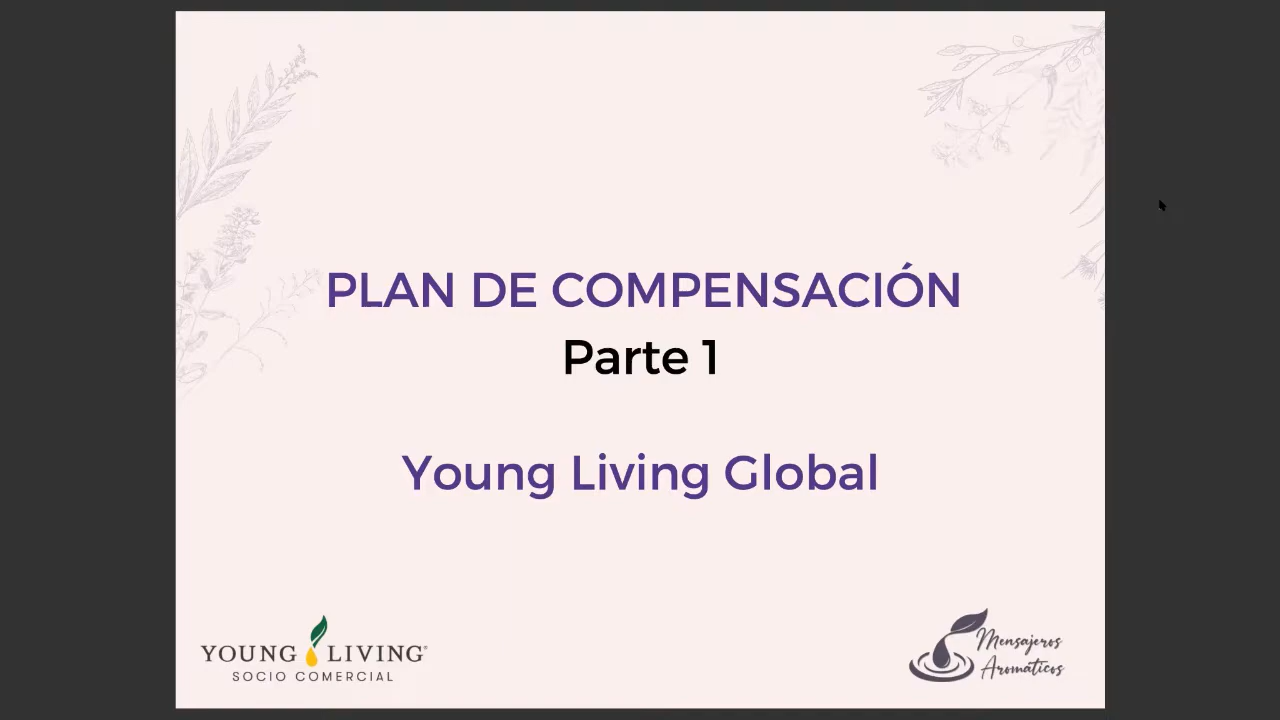 PLAN DE COMPENSACIÓN
Parte 1
Young Living Global
YOUNG LIVING®
SOCIO COMERCIAL
Mensajeros
Aromáticos